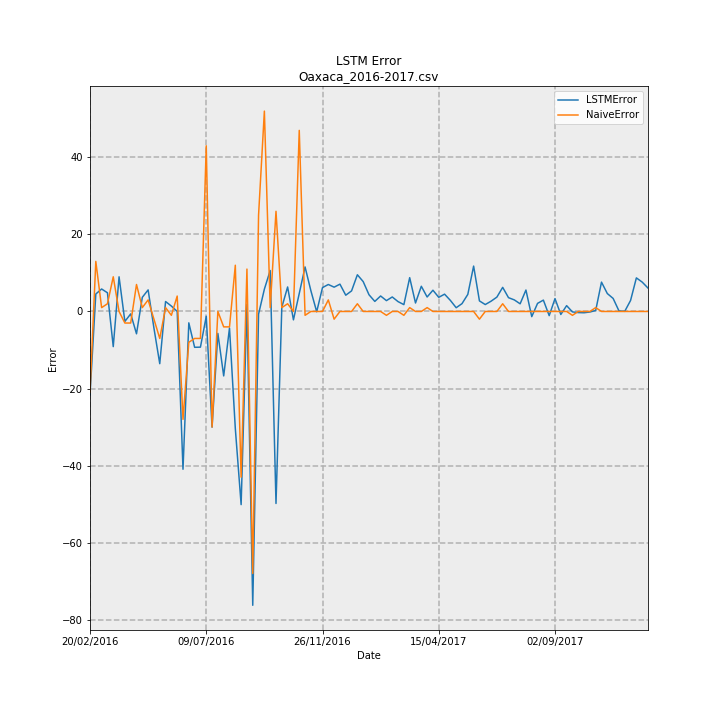 LSTM Error
Oaxaca_2016-2017.csv
LSTMError
NaiveError
40
20
0
−20
−40
−60
−80
Error
20/02/2016
09/07/2016
26/11/2016
15/04/2017
02/09/2017
Date